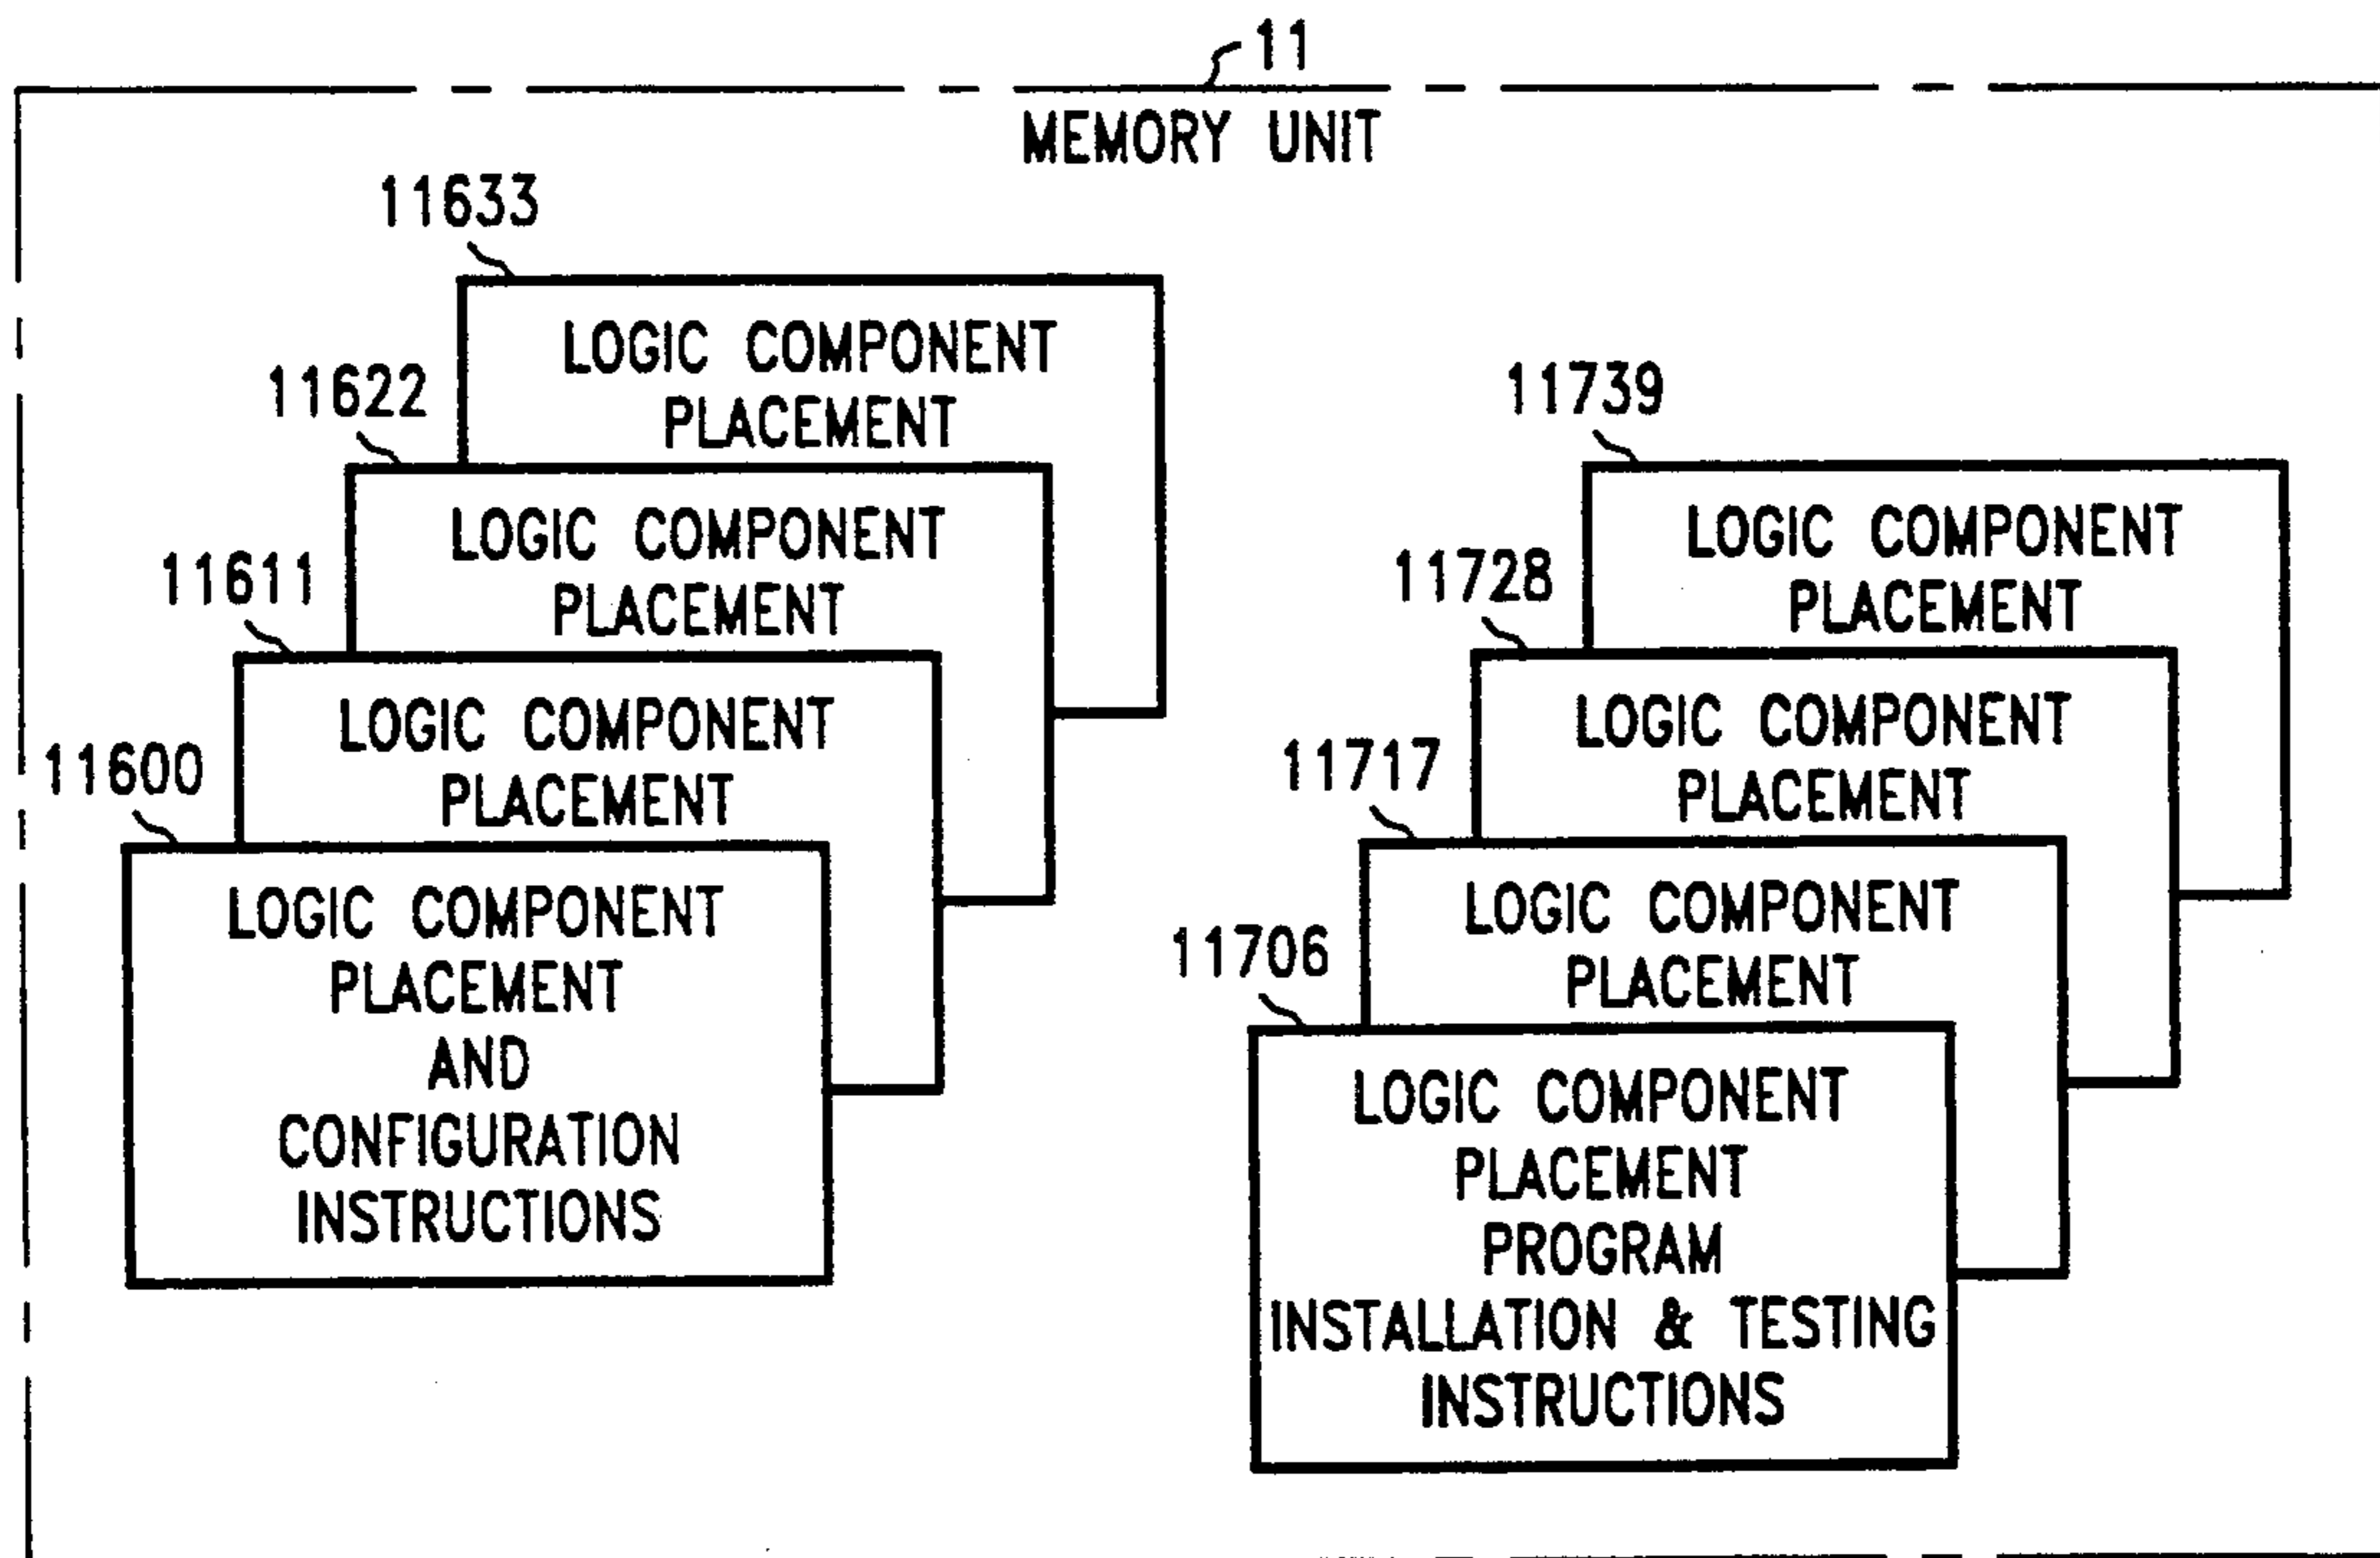 11
MEMORY UNIT
11633
LOGIC COMPONENT
PLACEMENT
11622
LOGIC COMPONENT
PLACEMENT
11611
LOGIC COMPONENT
PLACEMENT
11600
LOGIC COMPONENT
PLACEMENT
AND
CONFIGURATION
INSTRUCTIONS
11739
LOGIC COMPONENT
PLACEMENT
11728
LOGIC COMPONENT
PLACEMENT
11717
LOGIC COMPONENT
PLACEMENT
11706
LOGIC COMPONENT
PLACEMENT
PROGRAM
INSTALLATION & TESTING
INSTRUCTIONS